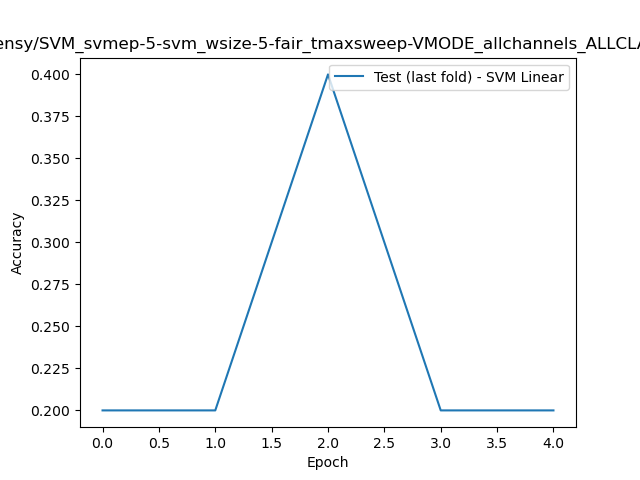 ensy/SVM_svmep-5-svm_wsize-5-fair_tmaxsweep-VMODE_allchannels_ALLCLA
Test (last fold) - SVM Linear
0.400
0.375
0.350
0.325
0.300
0.275
0.250
0.225
0.200
Accuracy
0.0 0.5 1.0 1.5 2.0 2.5 3.0 3.5 4.0
Epoch